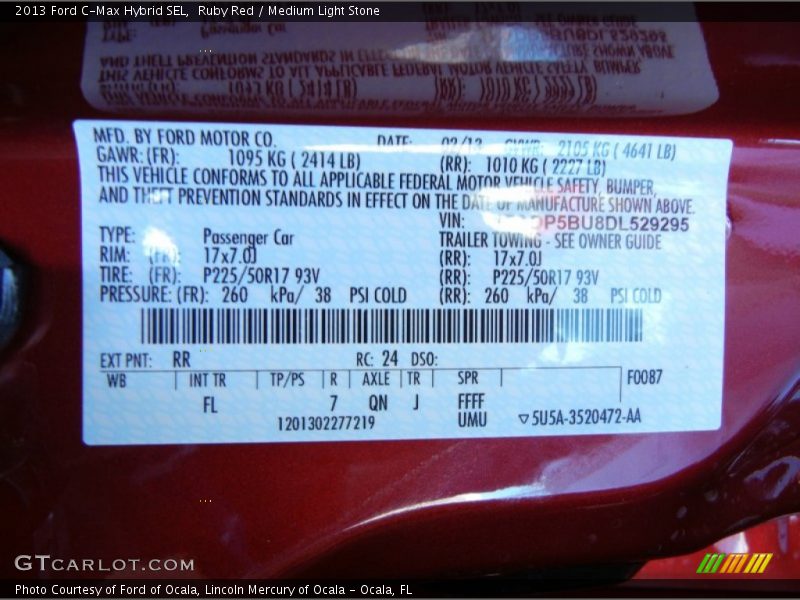 2013 Ford C-Max Hybrid SEL,  Ruby Red / Medium Light Stone
MFD. BY FORD MOTOR CO. DATE: 02/13 GVWR: 2105 KG ( 4641 LB)
GAWR: (FR): 1095 KG ( 2414 LB) (RR): 1010 KG ( 2227 LB)
THIS VEHICLE CONFORMS TO ALL APPLICABLE FEDERAL MOTOR VEHICLE SAFETY, BUMPER,
AND THEFT PREVENTION STANDARDS IN EFFECT ON THE DATE OF MANUFACTURE SHOWN ABOVE.
VIN: P5BU8DL529295
TYPE: Passenger Car TRAILER TOWING - SEE OWNER GUIDE
RIM: (FR): 17x7.0J (RR): 17x7.0J
TIRE: (FR): P225/50R17 93V (RR): P225/50R17 93V
PRESSURE: (FR): 260 kPa/ 38 PSI COLD (RR): 260 kPa/ 38 PSI COLD
EXT PNT: RR RC: 24 DSO:
WB INT TR TP/PS R AXLE TR SPR F0087
FL 7 QN J FFFF
1201302277219 UMU ▽5U5A-3520472-AA
GTCARLOT.COM
Photo Courtesy of Ford of Ocala, Lincoln Mercury of Ocala - Ocala, FL